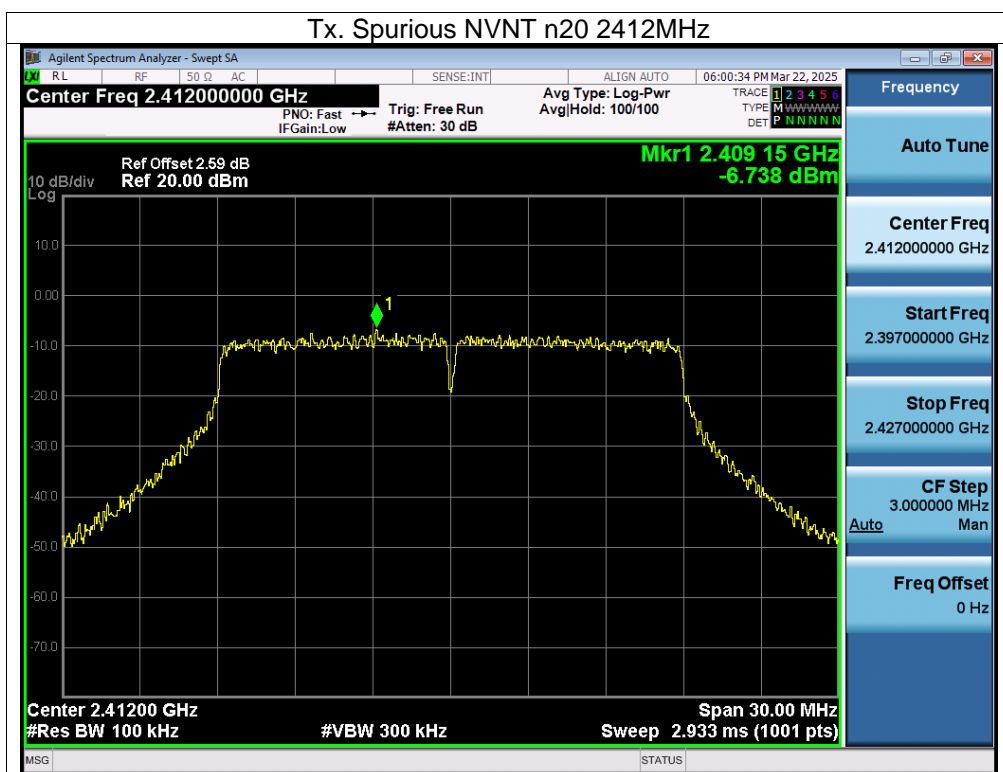 Tx. Spurious NVNT n20 2412MHz
Agilent Spectrum Analyzer - Swept SA
LXI RL RF 50 Ω AC SENSE:INT ALIGN AUTO 06:00:34 PM Mar 22, 2025
Center Freq 2.412000000 GHz
PNO: Fast
IFGain:Low
Trig: Free Run
#Atten: 30 dB
Avg Type: Log-Pwr
Avg|Hold: 100/100
TRACE 1 2 3 4 5 6
TYPE M WWWWW
DET P N N N N N
Mkr1 2.409 15 GHz
-6.738 dBm
Ref Offset 2.59 dB
10 dB/div Ref 20.00 dBm
Log
10.0
0.00
1
-10.0
-20.0
-30.0
-40.0
-50.0
-60.0
-70.0
Center 2.41200 GHz Span 30.00 MHz
#Res BW 100 kHz #VBW 300 kHz Sweep 2.933 ms (1001 pts)
MSG STATUS
Frequency
Auto Tune
Center Freq
2.412000000 GHz
Start Freq
2.397000000 GHz
Stop Freq
2.427000000 GHz
CF Step
3.000000 MHz
Auto Man
Freq Offset
0 Hz